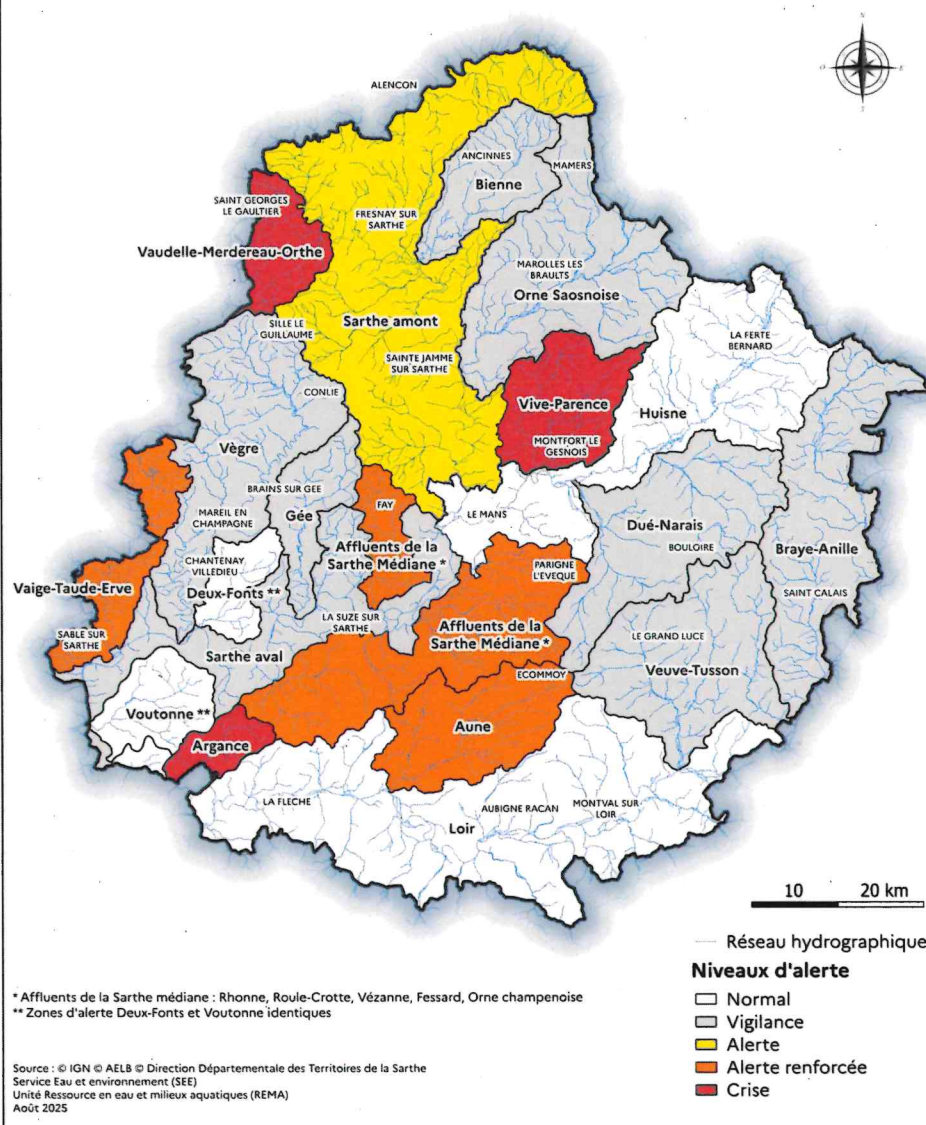 N
O
E
S
ALENCON
ANCINNES
MAMERS
Bienne
SAINT GEORGES
LE GAULTIER
FRESNAY SUR
SARTHE
Vaudelle-Merdereau-Orthe
MAROLLES LES
BRAULTS
Orne Saosnoise
SILLE LE
GUILLAUME
Sarthe amont
LA FERTE
BERNARD
SAINTE JAMME
SUR SARTHE
CONLIE
Vive-Parence
Huisne
MONTFORT LE
GESNOIS
Vègre
BRAINS SUR GEE
Gée
FAY
LE MANS
MAREIL EN
CHAMPAGNE
Dué-Narais
BOULOIRE
Braye-Anille
Affluents de la
Sarthe Médiane *
CHANTENAY
VILLEDIEU
PARIGNE
L'EVEQUE
Vaige-Taude-Erve
Deux-Fonts **
SAINT CALAIS
LA SUZE SUR
SARTHE
Affluents de la
Sarthe Médiane *
SABLE SUR
SARTHE
LE GRAND LUCE
Sarthe aval
Veuve-Tusson
ECOMMOY
Voutonne **
Aune
Argance
LA FLECHE
AUBIGNE RACAN
MONTVAL SUR
LOIR
Loir
10 20 km
Réseau hydrographique
Niveaux d'alerte
Normal
Vigilance
Alerte
Alerte renforcée
Crise
* Affluents de la Sarthe médiane : Rhonne, Roule-Crotte, Vézanne, Fessard, Orne champenoise
** Zones d'alerte Deux-Fonts et Voutonne identiques
Source : © IGN © AELB © Direction Départementale des Territoires de la Sarthe
Service Eau et environnement (SEE)
Unité Ressource en eau et milieux aquatiques (REMA)
Août 2025